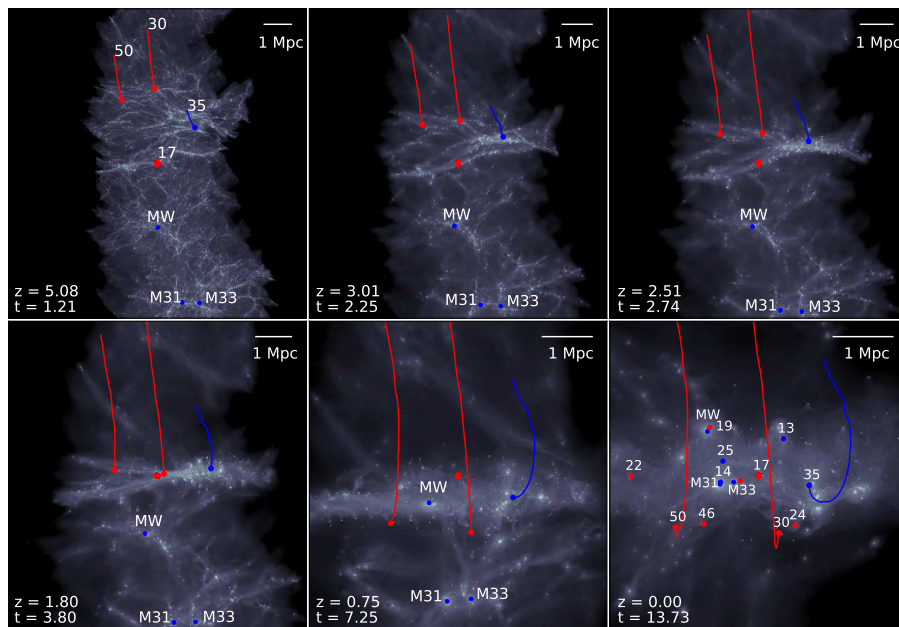 30
1 Mpc
50
35
17
MW
M31
M33
z = 5.08
t = 1.21
1 Mpc
MW
M31
M33
z = 3.01
t = 2.25
1 Mpc
MW
M31
M33
z = 2.51
t = 2.74
1 Mpc
MW
M31
M33
z = 1.80
t = 3.80
1 Mpc
MW
M31
M33
z = 0.75
t = 7.25
1 Mpc
MW
19
13
25
22
14
17
35
M31
M33
50
46
24
30
z = 0.00
t = 13.73